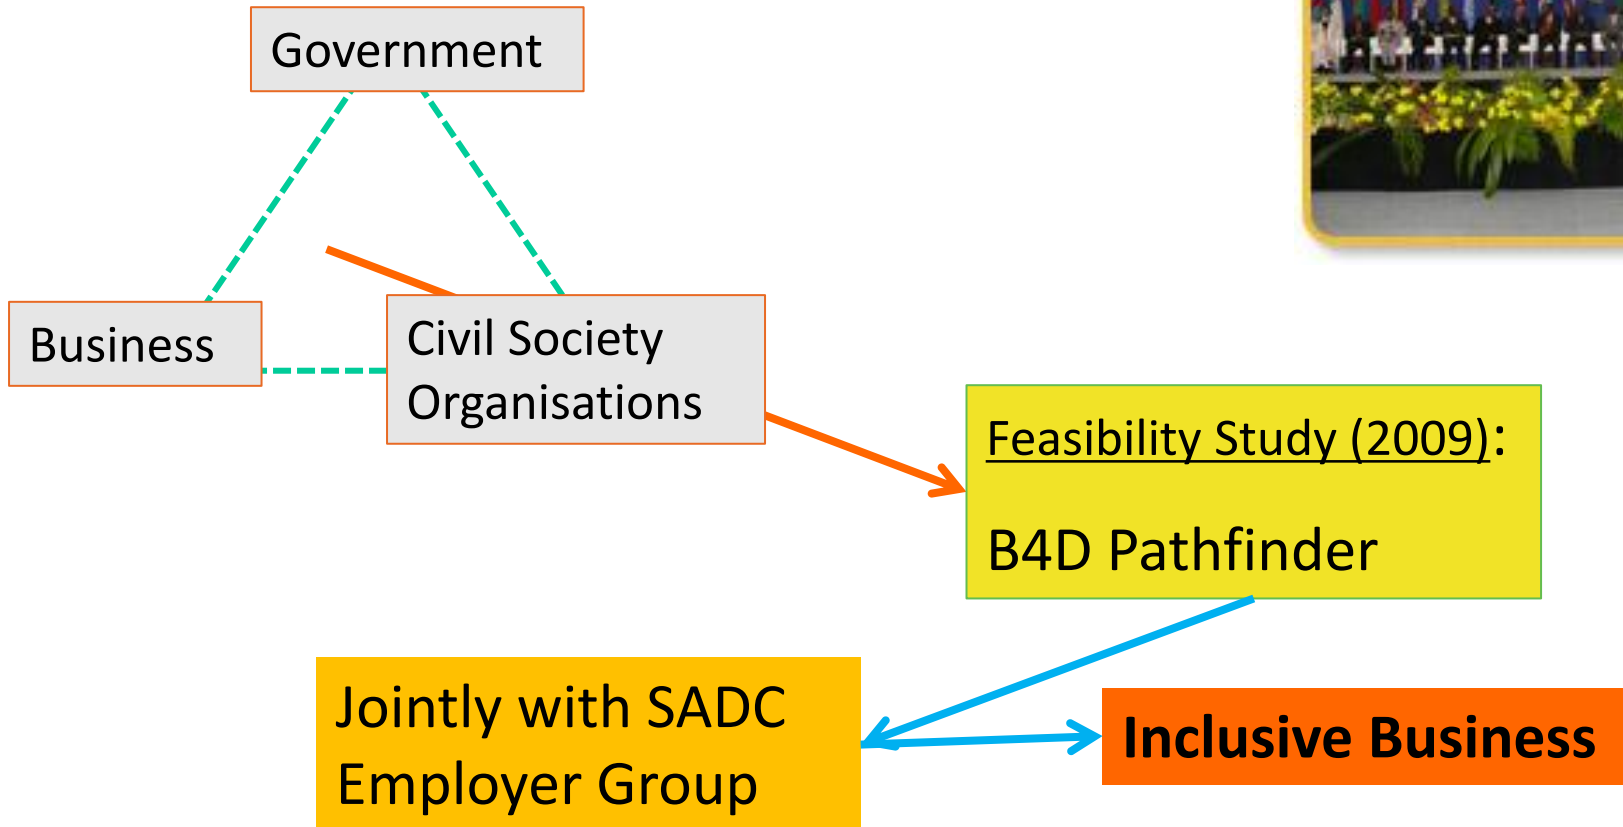 Government
Business
Civil Society
Organisations
Feasibility Study (2009):
B4D Pathfinder
Jointly with SADC
Employer Group
Inclusive Business